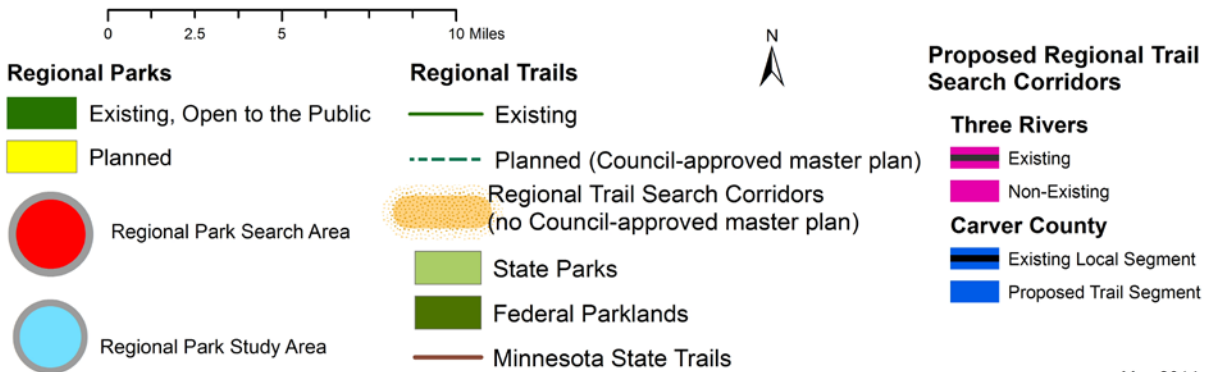 0 2.5 5 10 Miles
N
Regional Parks
Existing, Open to the Public
Planned
Regional Park Search Area
Regional Park Study Area
Regional Trails
Existing
Planned (Council-approved master plan)
Regional Trail Search Corridors
(no Council-approved master plan)
State Parks
Federal Parklands
Minnesota State Trails
Proposed Regional Trail
Search Corridors
Three Rivers
Existing
Non-Existing
Carver County
Existing Local Segment
Proposed Trail Segment